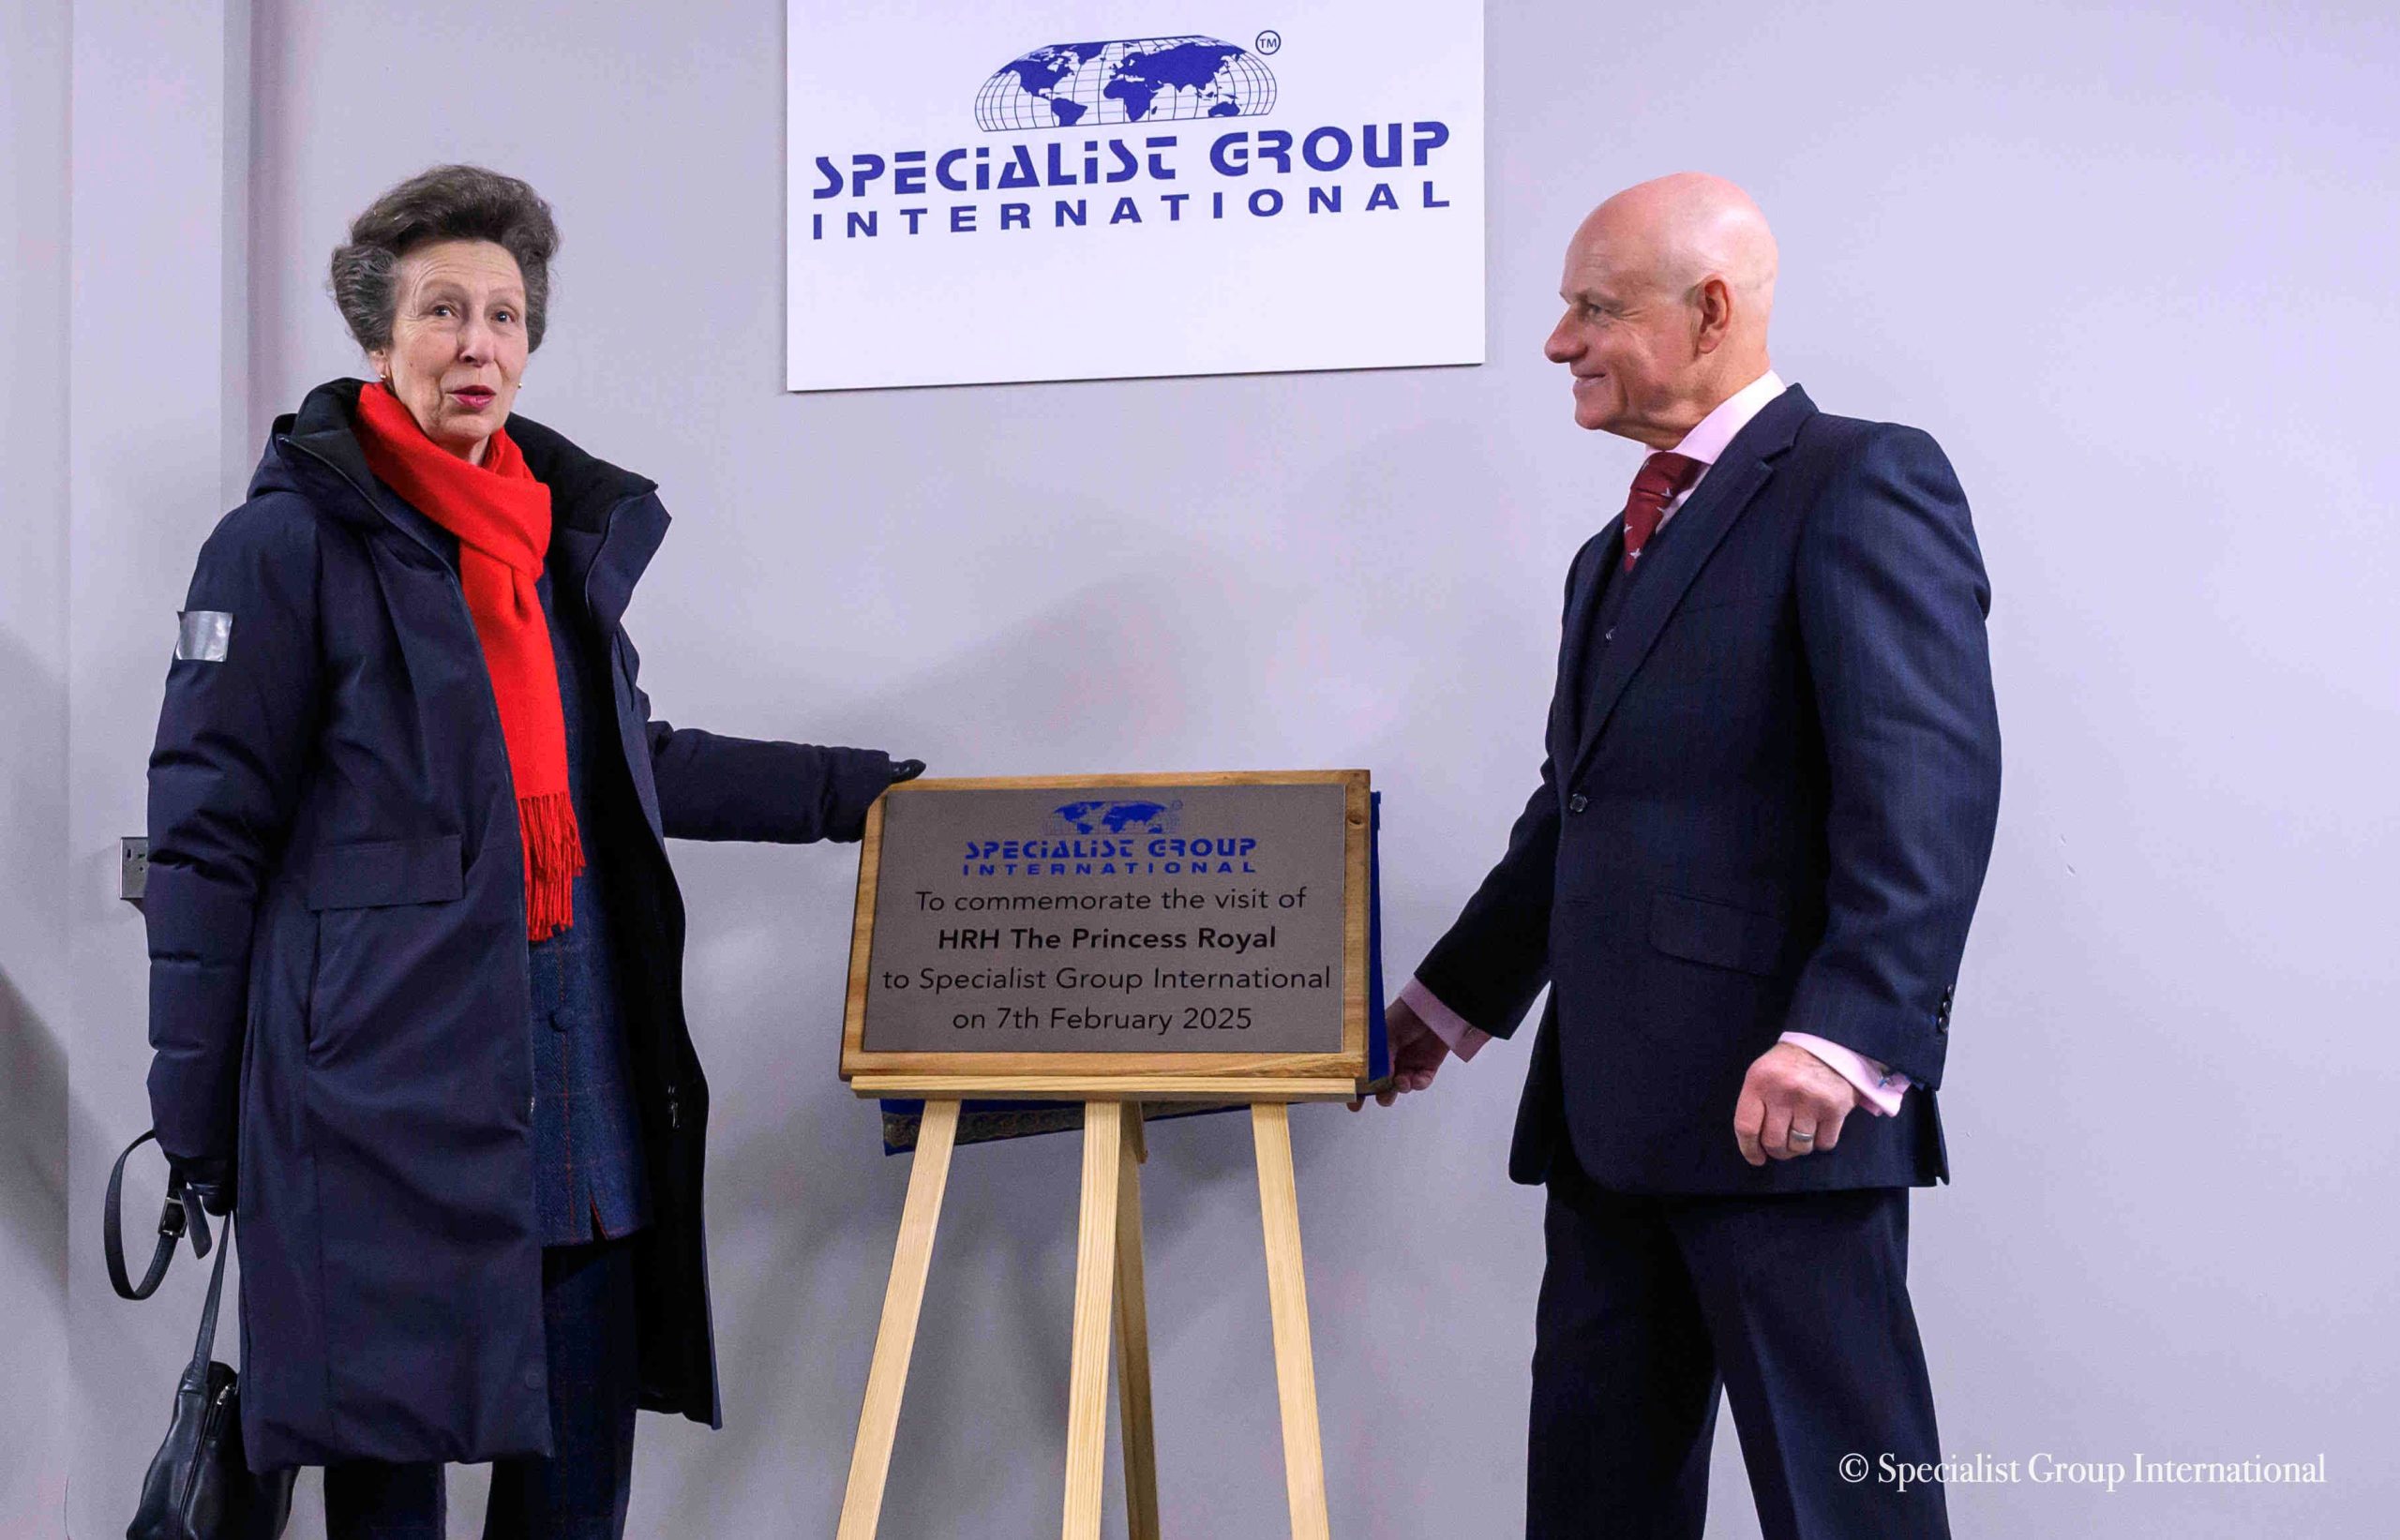 TM
SPECiALiST GROUP
INTERNATIONAL
SPECiALiST GROUP
INTERNATIONAL
To commemorate the visit of
HRH The Princess Royal
to Specialist Group International
on 7th February 2025
© Specialist Group International